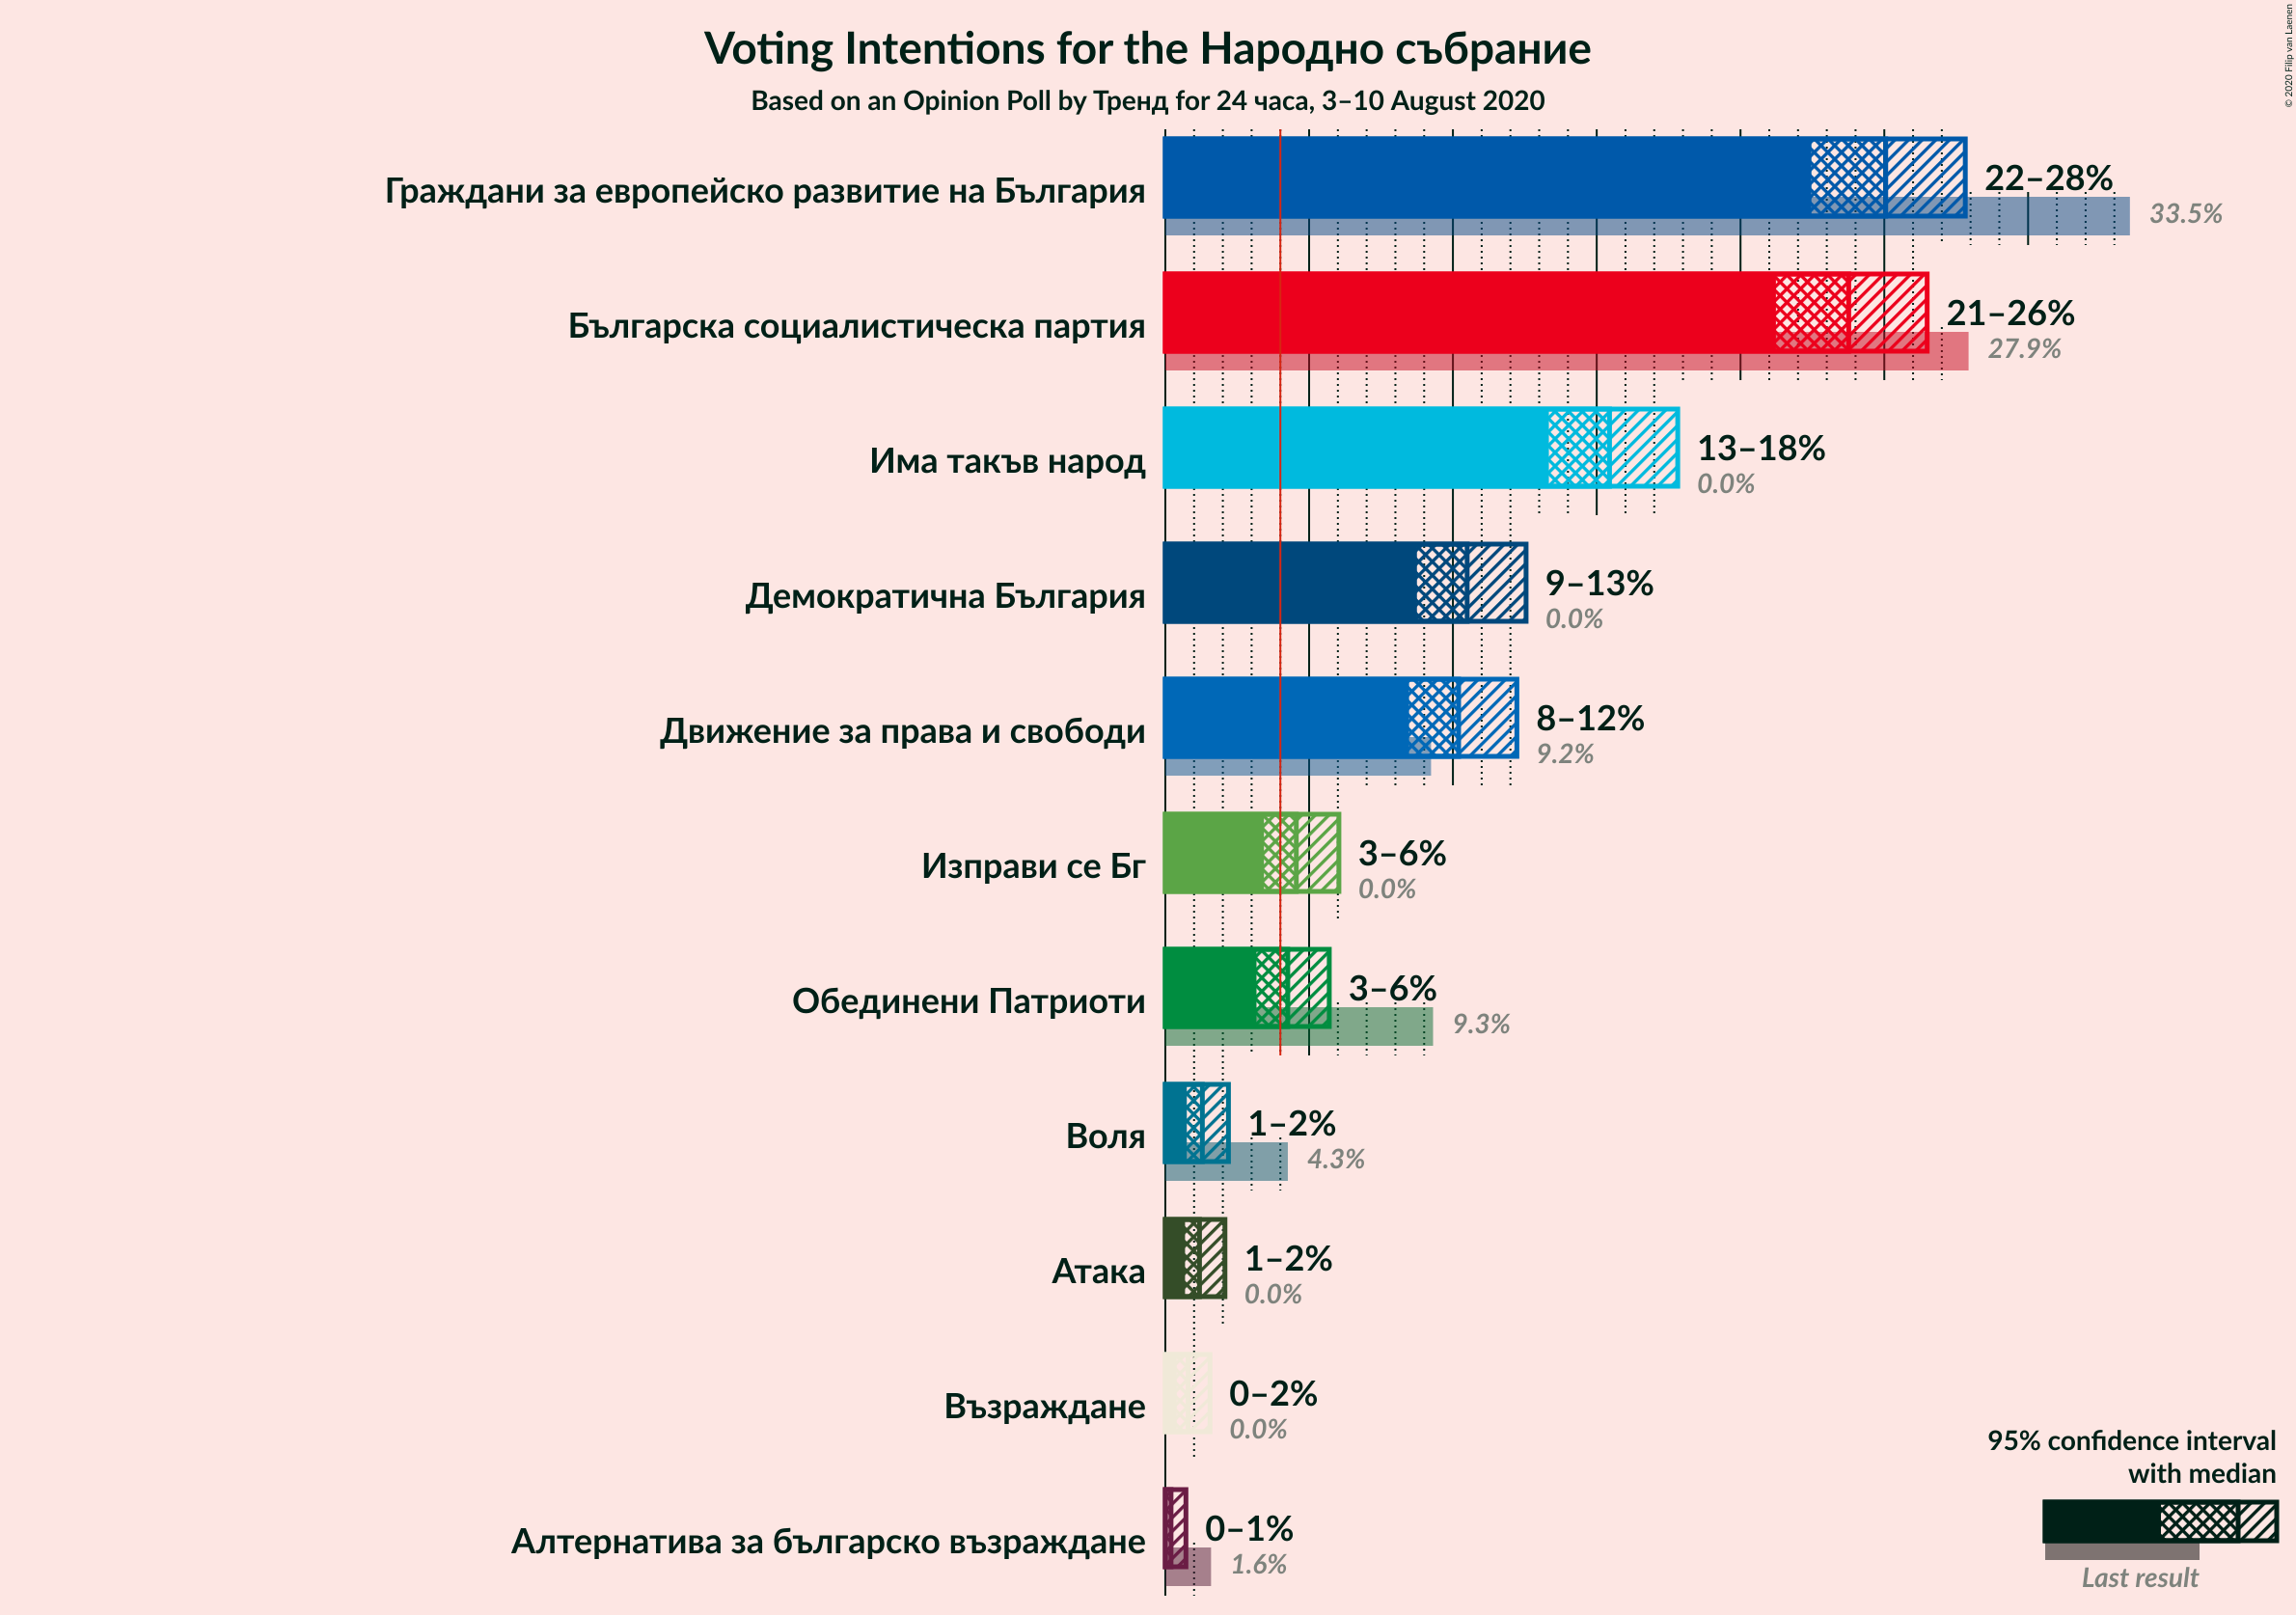 Voting Intentions for the Народно събрание
Based on an Opinion Poll by Тренд for 24 часа, 3–10 August 2020
© 2020 Filip van Laenen
Граждани за европейско развитие на България
22–28%
33.5%
Българска социалистическа партия
21–26%
27.9%
Има такъв народ
13–18%
0.0%
Демократична България
9–13%
0.0%
Движение за права и свободи
8–12%
9.2%
Изправи се Бг
3–6%
0.0%
Обединени Патриоти
3–6%
9.3%
Воля
1–2%
4.3%
Атака
1–2%
0.0%
Възраждане
0–2%
0.0%
Алтернатива за българско възраждане
0–1%
1.6%
95% confidence interval
with median
Last result